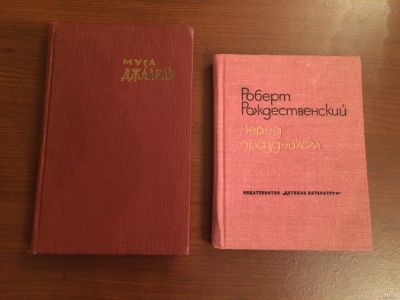 МУСА
ДЖАЛИЛЬ
Роберт
Рождественский
Перед
праздником
ИЗДАТЕЛЬСТВО „ДЕТСКАЯ ЛИТЕРАТУРА"